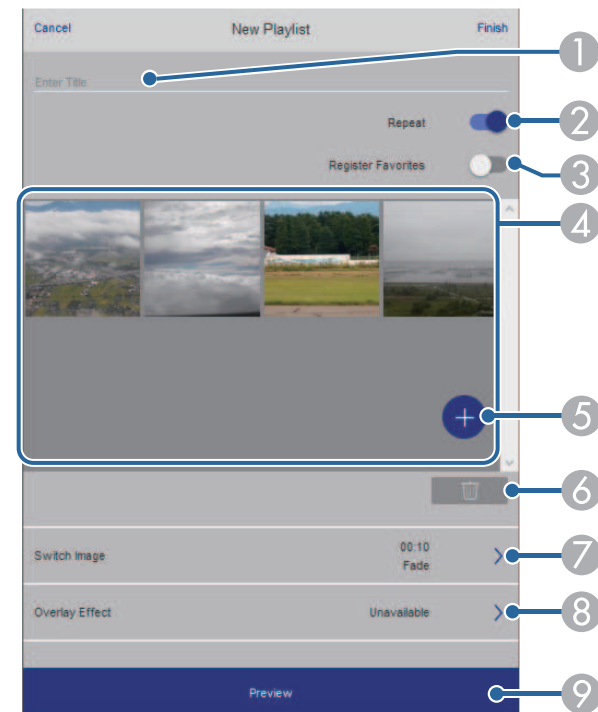 Cancel New Playlist Finish
1
Enter Title
Repeat 2
Register Favorites 3
4
+ 5
6
00:10
Switch Image 7
Fade
Overlay Effect Unavailable 8
Preview 9